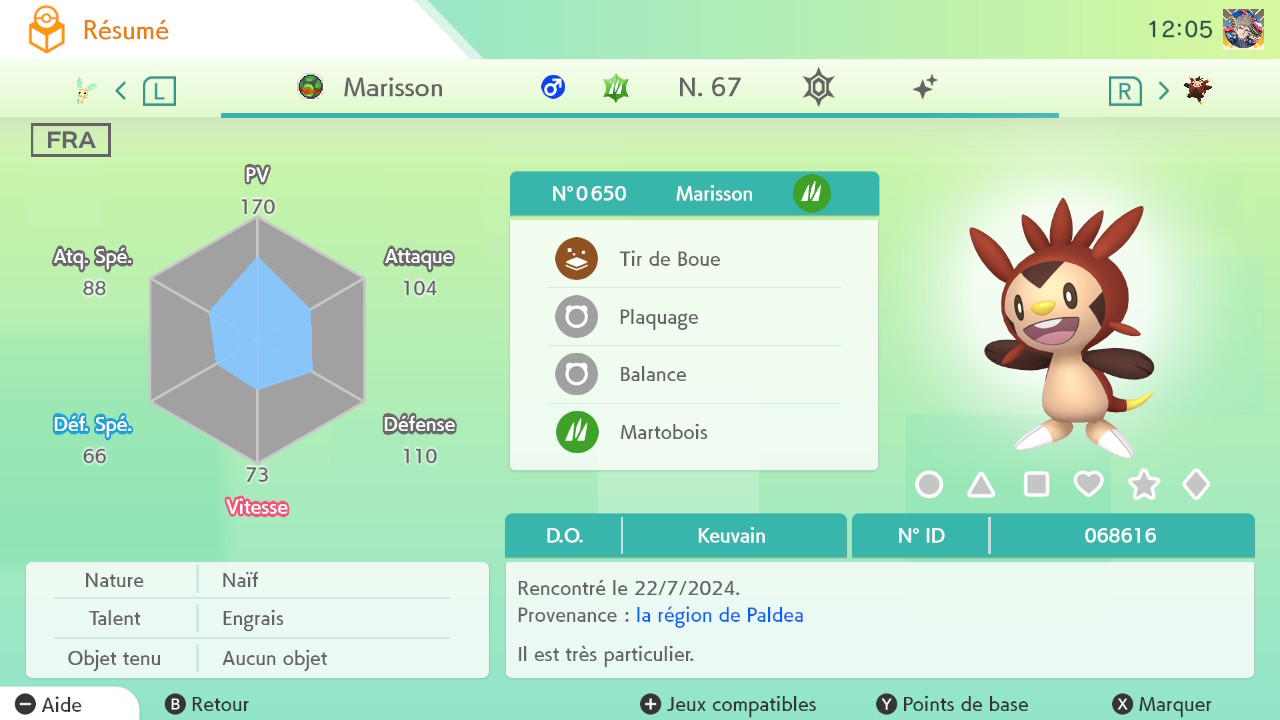 Résumé
12:05
L
Marisson
N. 67
R
FRA
PV
170
Atq. Spé.
88
Attaque
104
Déf. Spé.
66
Défense
110
73
Vitesse
N° 0650 Marisson
Tir de Boue
Plaquage
Balance
Martobois
D.O. Keuvain N° ID 068616
Nature Naïf
Talent Engrais
Objet tenu Aucun objet
Rencontré le 22/7/2024.
Provenance : la région de Paldea
Il est très particulier.
Aide B Retour Jeux compatibles Y Points de base X Marquer